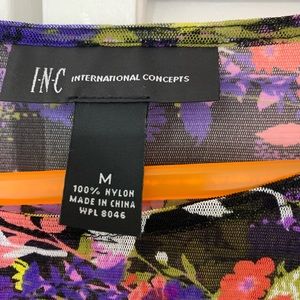 I·N·C INTERNATIONAL CONCEPTS
M
100% NYLON
MADE IN CHINA
WPL 8046